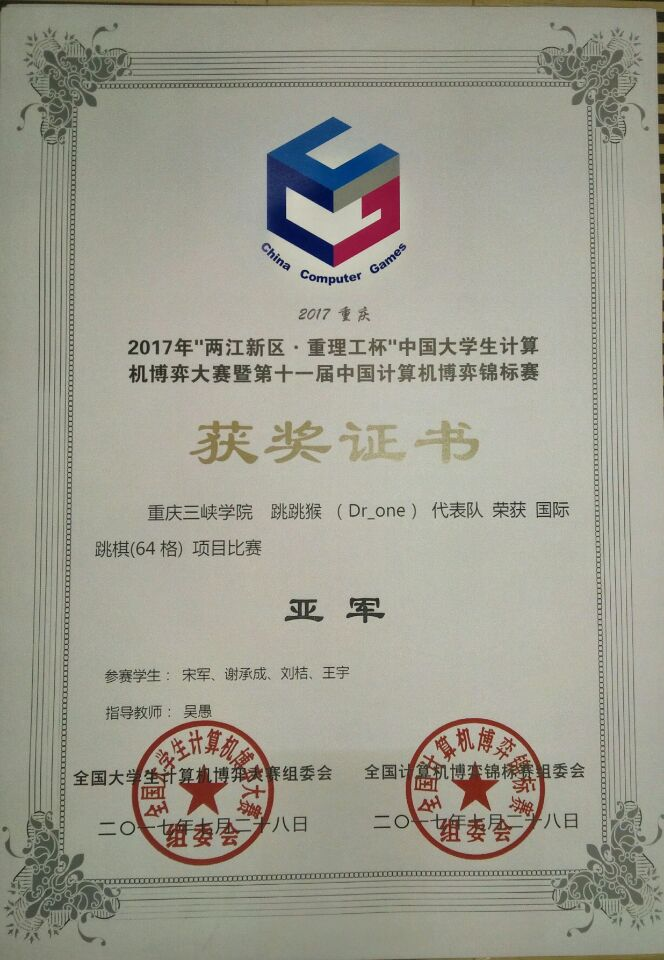 China Computer Games
2017 重庆
2017年"两江新区·重理工杯"中国大学生计算
机博弈大赛暨第十一届中国计算机博弈锦标赛
获奖证书
重庆三峡学院 跳跳猴 （Dr_one） 代表队 荣获 国际
跳棋(64格) 项目比赛
亚军
参赛学生： 宋军、谢承成、刘桔、王宇
指导教师： 吴愚
全国大学生计算机博弈大赛组委会
二〇一七年七月二十八日
全国大学生计算机博弈大赛
组委会
全国计算机博弈锦标赛组委会
二〇一七年七月二十八日
全国计算机博弈锦标赛
组委会